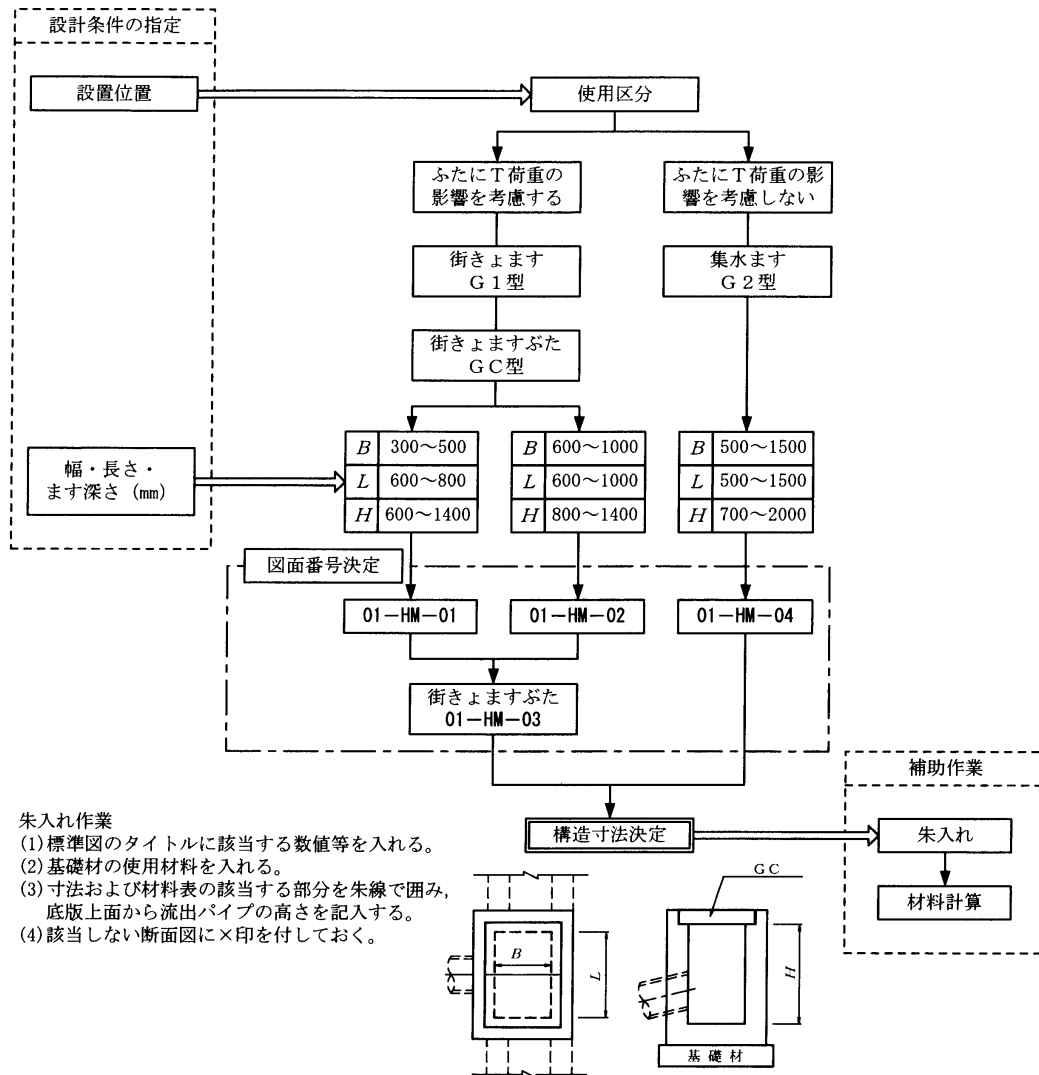 設計条件の指定
設置位置
使用区分
ふたにT荷重の
影響を考慮する
ふたにT荷重の影
響を考慮しない
街きょます
G1型
集水ます
G2型
街きょますぶた
GC型
幅・長さ・
ます深さ (mm)
B 300～500
L 600～800
H 600～1400
B 600～1000
L 600～1000
H 800～1400
B 500～1500
L 500～1500
H 700～2000
図面番号決定
01－HM－01
01－HM－02
01－HM－04
街きょますぶた
01－HM－03
構造寸法決定
補助作業
朱入れ
材料計算
朱入れ作業
(1)標準図のタイトルに該当する数値等を入れる。
(2)基礎材の使用材料を入れる。
(3)寸法および材料表の該当する部分を朱線で囲み,
底版上面から流出パイプの高さを記入する。
(4)該当しない断面図に×印を付しておく。
B
L
GC
H
基礎材